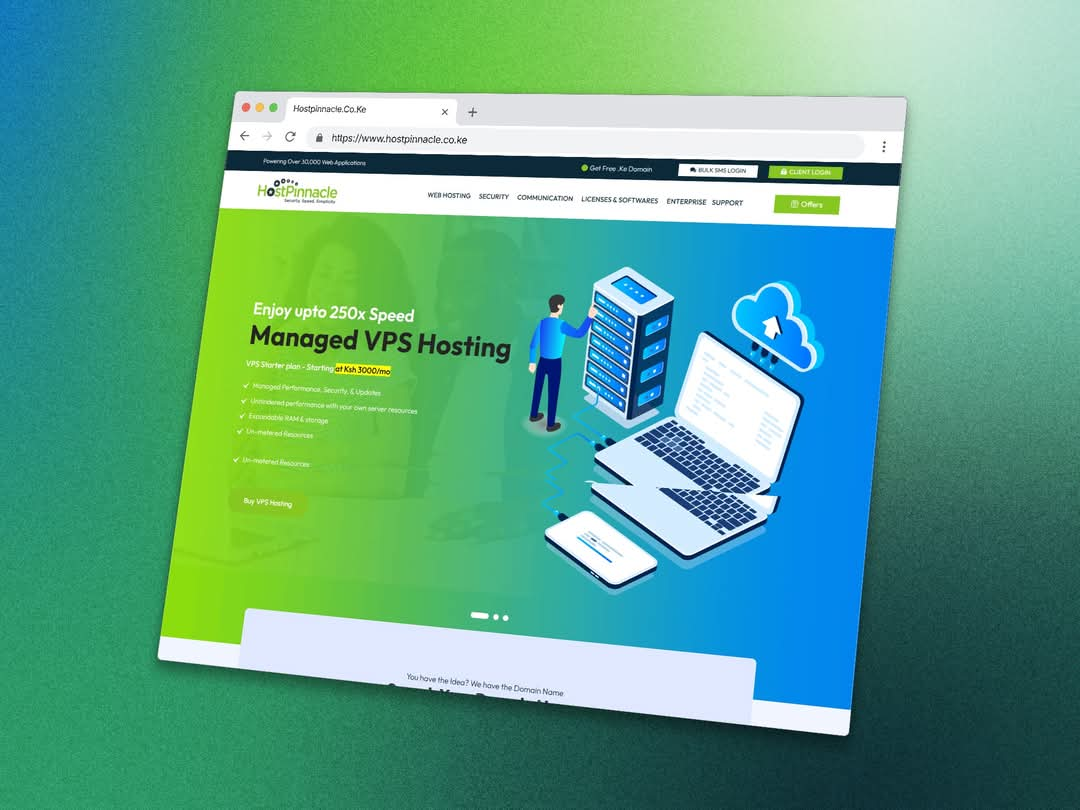 Hostpinnacle.Co.Ke
https://www.hostpinnacle.co.ke
Powering Over 30,000 Web Applications
Get Free .Ke Domain
BULK SMS LOGIN
CLIENT LOGIN
HostPinnacle
Security. Speed. Simplicity
WEB HOSTING SECURITY COMMUNICATION LICENSES & SOFTWARES ENTERPRISE SUPPORT
Offers
Enjoy upto 250x Speed
Managed VPS Hosting
VPS Starter plan - Starting at Ksh 3000/mo
Managed Performance, Security, & Updates
Unhindered performance with your own server resources
Expandable RAM & storage
Un-metered Resources
Un-metered Resources
Buy VPS Hosting
You have the Idea? We have the Domain Name